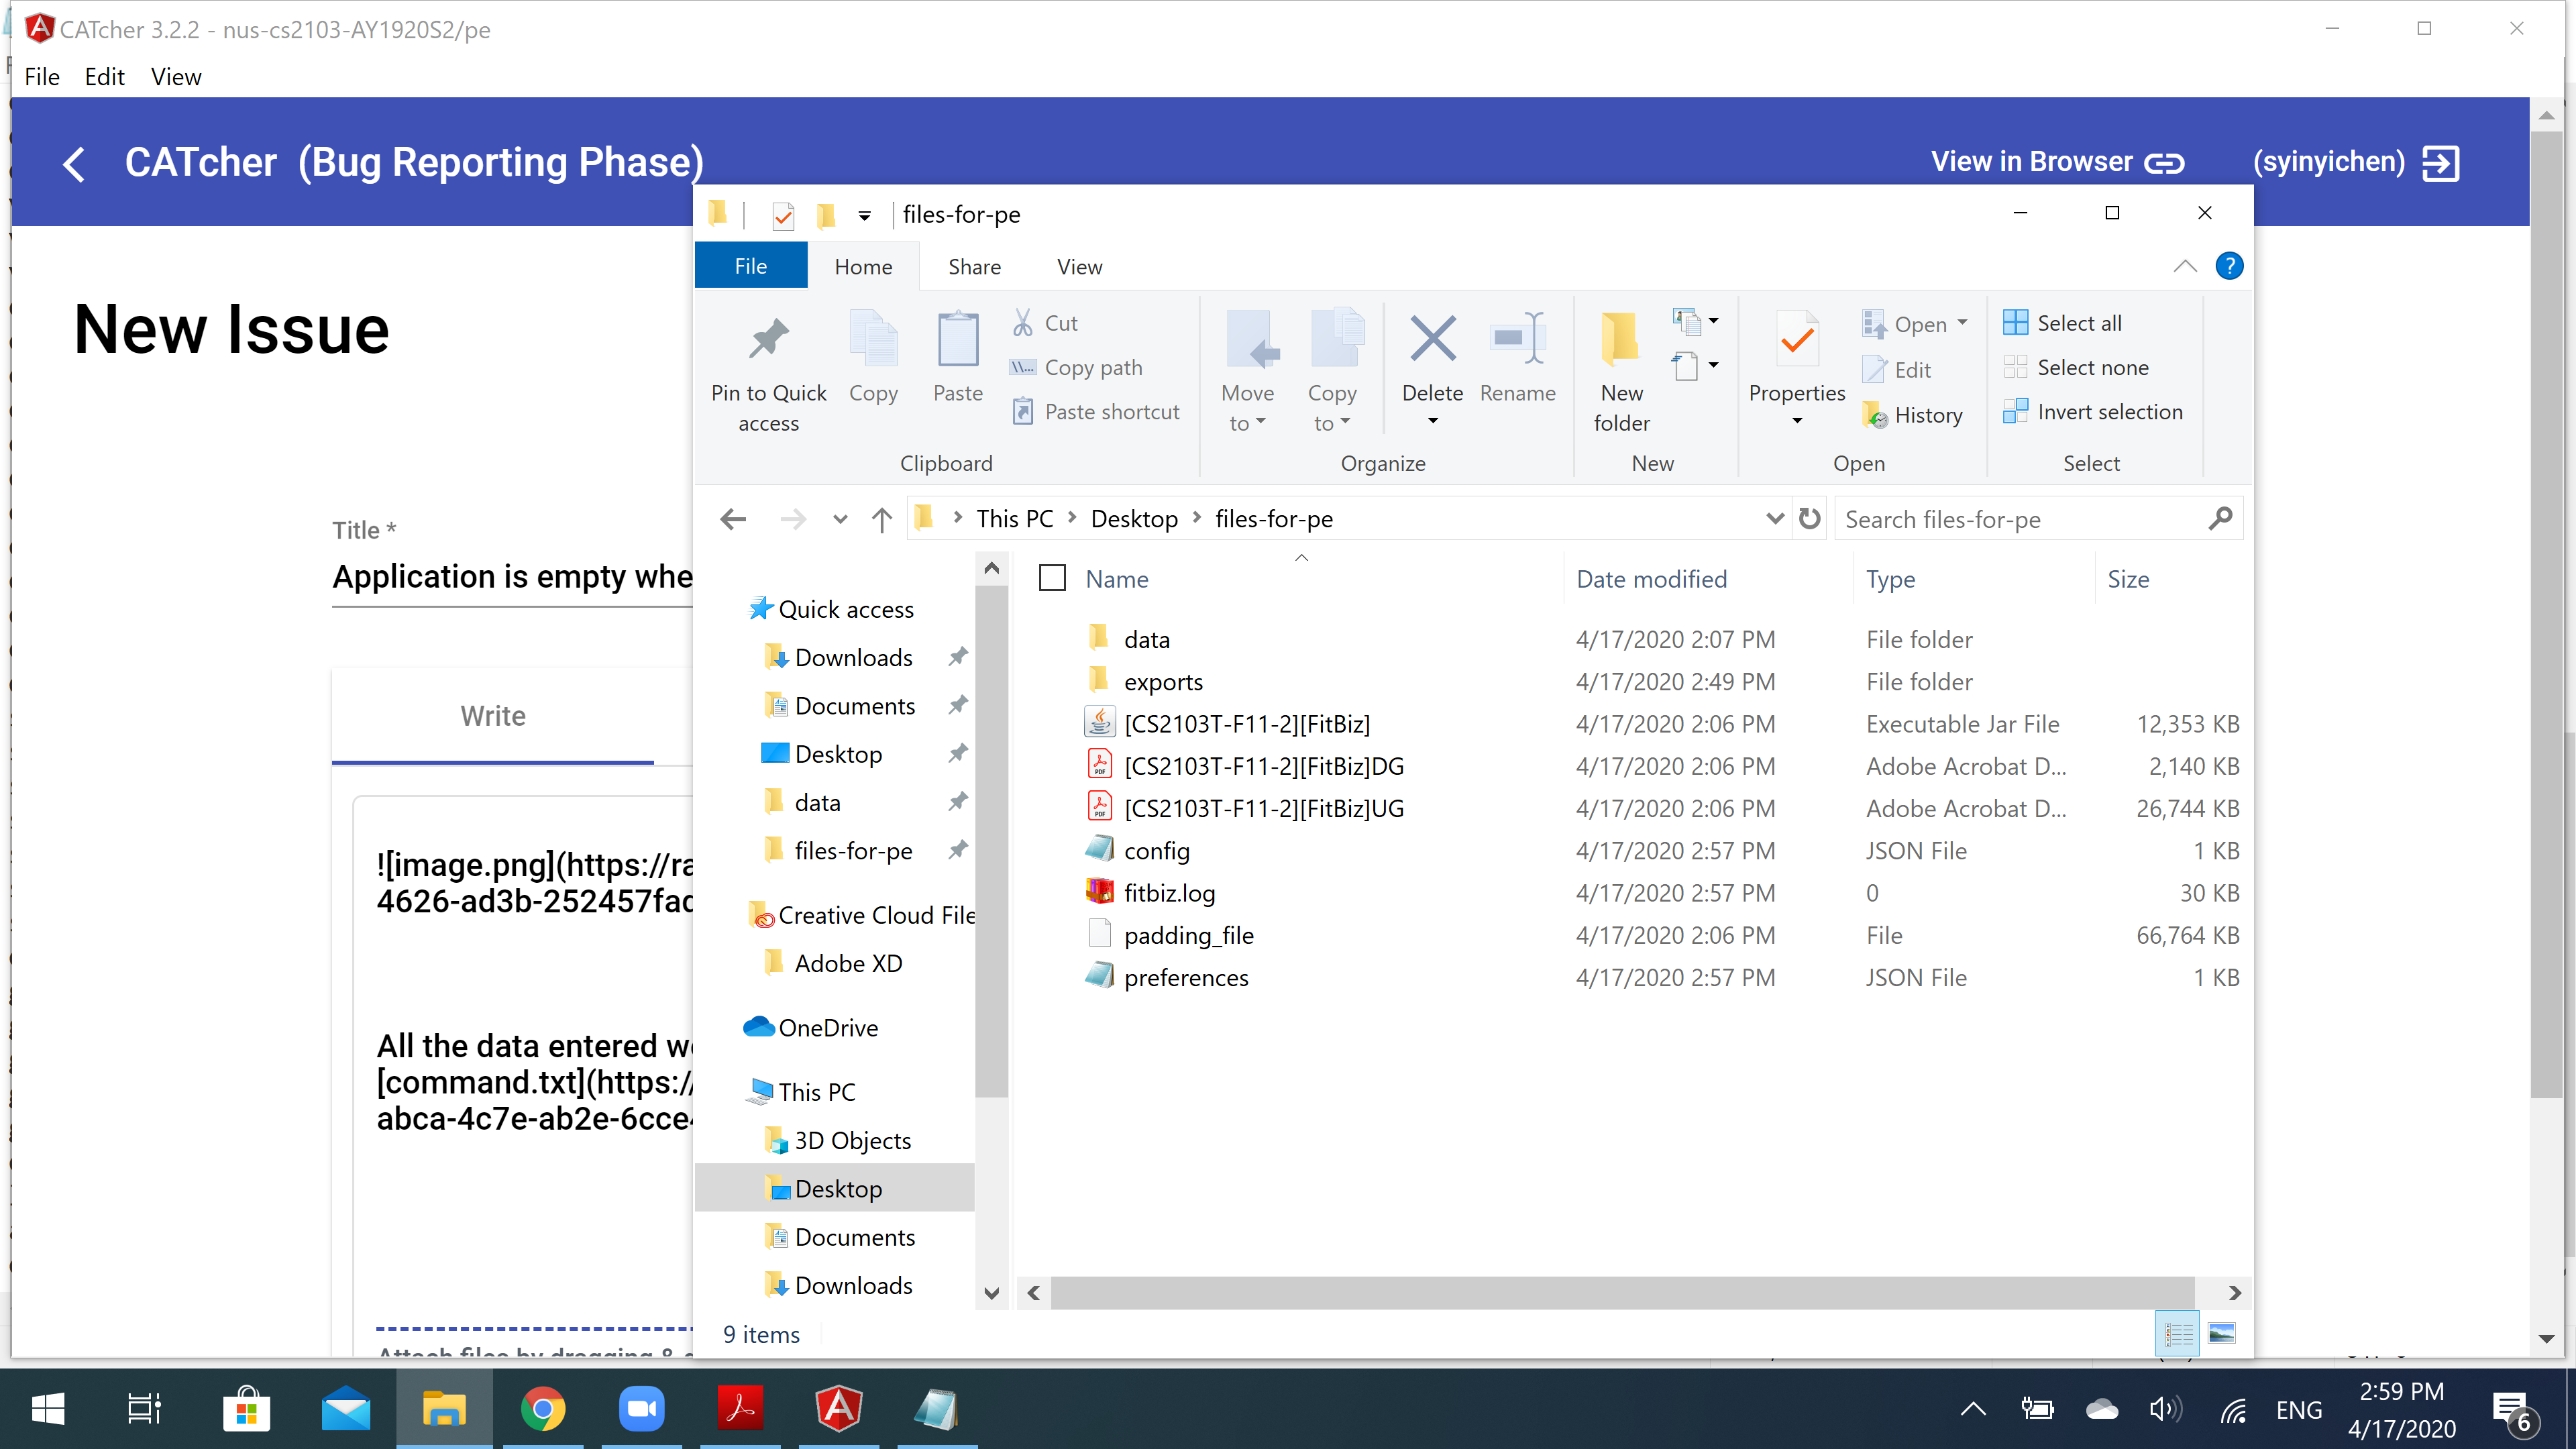 CATcher 3.2.2 - nus-cs2103-AY1920S2/pe
File Edit View
CATcher (Bug Reporting Phase)
View in Browser
(syinyichen)
New Issue
Title *
Application is empty whe
Write
![image.png](https://ra
4626-ad3b-252457fad
All the data entered we
[command.txt](https:/
abca-4c7e-ab2e-6cce4
files-for-pe
File Home Share View
Pin to Quick access
Copy
Paste
Cut
Copy path
Paste shortcut
Clipboard
Move to
Copy to
Delete
Rename
Organize
New folder
New
Properties
Open
Edit
History
Open
Select all
Select none
Invert selection
Select
This PC Desktop files-for-pe
Search files-for-pe
Quick access
Downloads
Documents
Desktop
data
files-for-pe
Creative Cloud File
Adobe XD
OneDrive
This PC
3D Objects
Desktop
Documents
Downloads
Name Date modified Type Size
data 4/17/2020 2:07 PM File folder
exports 4/17/2020 2:49 PM File folder
[CS2103T-F11-2][FitBiz] 4/17/2020 2:06 PM Executable Jar File 12,353 KB
[CS2103T-F11-2][FitBiz]DG 4/17/2020 2:06 PM Adobe Acrobat D... 2,140 KB
[CS2103T-F11-2][FitBiz]UG 4/17/2020 2:06 PM Adobe Acrobat D... 26,744 KB
config 4/17/2020 2:57 PM JSON File 1 KB
fitbiz.log 4/17/2020 2:57 PM 0 30 KB
padding_file 4/17/2020 2:06 PM File 66,764 KB
preferences 4/17/2020 2:57 PM JSON File 1 KB
9 items
Attach files by dragging &
ENG
2:59 PM
4/17/2020
6